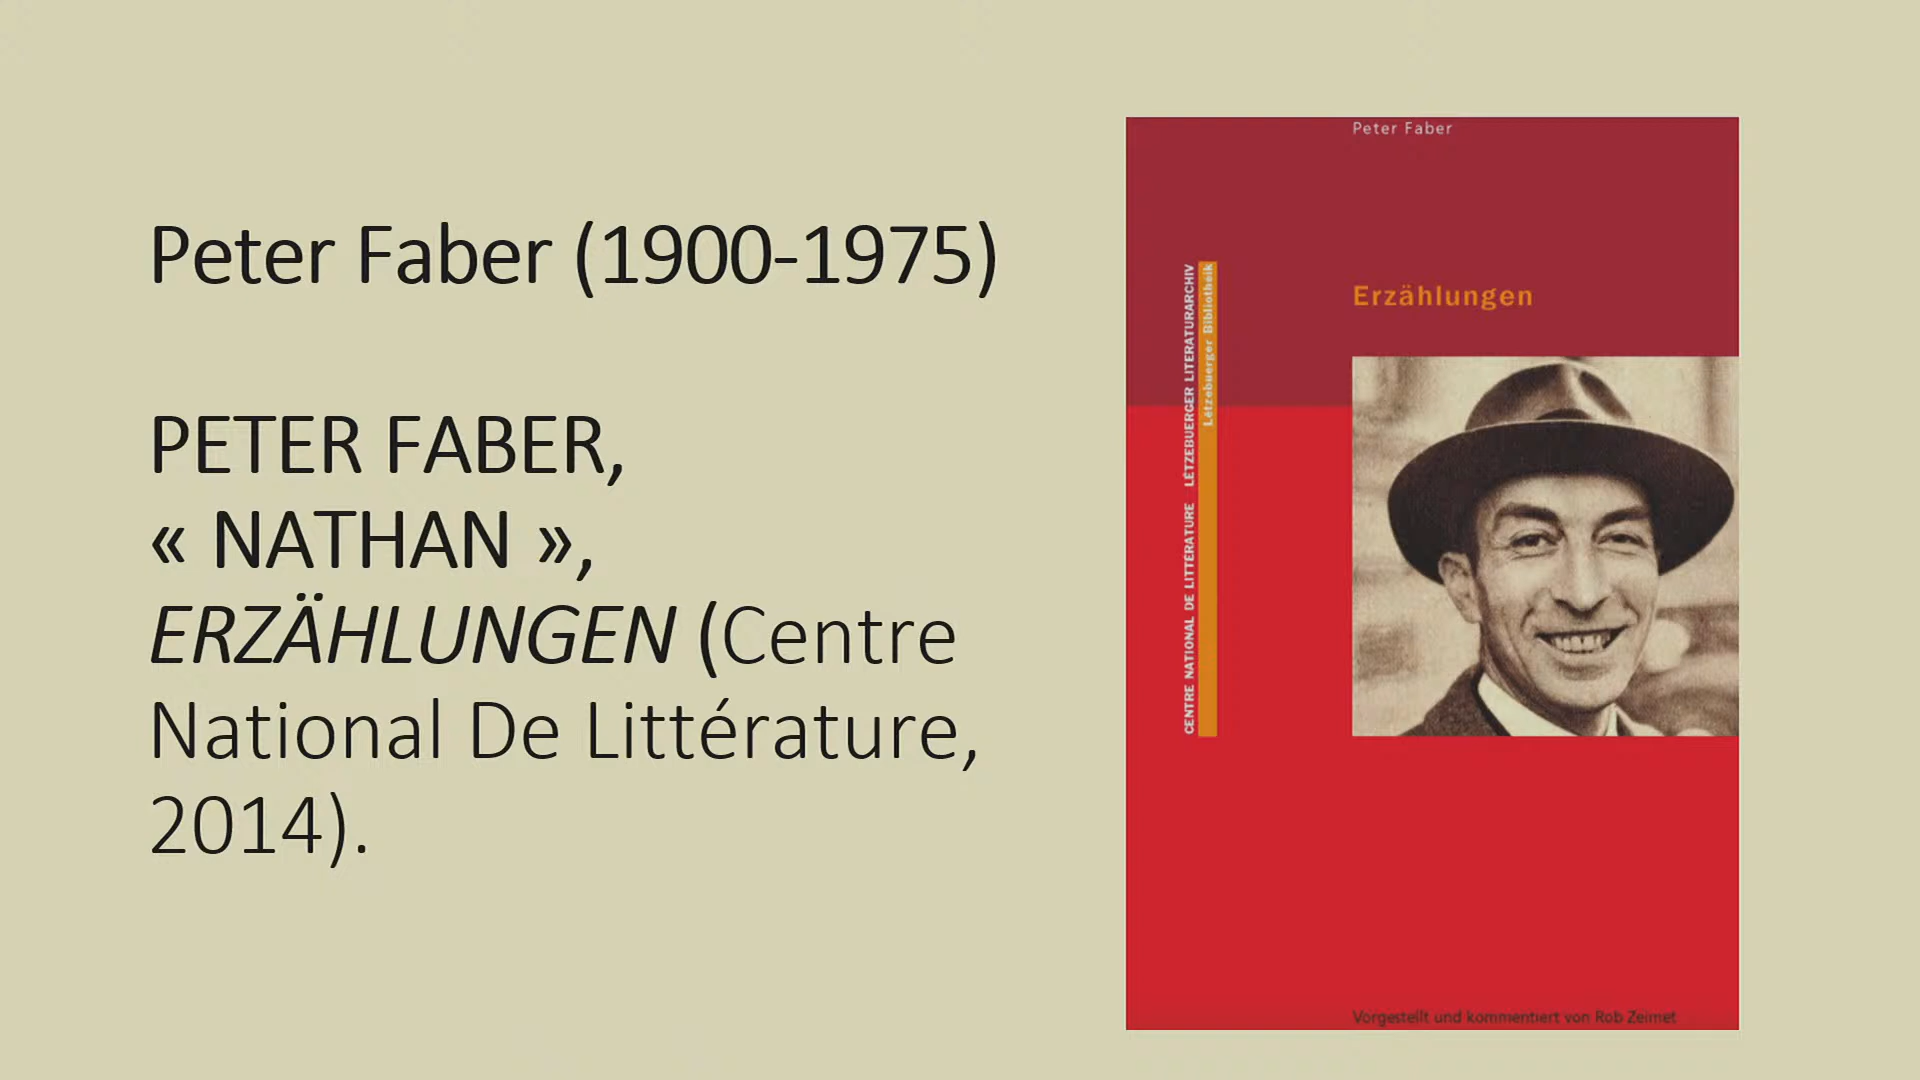 Peter Faber (1900-1975)
PETER FABER,
« NATHAN »,
ERZÄHLUNGEN (Centre
National De Littérature,
2014).
Peter Faber
Erzählungen
CENTRE NATIONAL DE LITTÉRATURE LËTZEBUERGER LITERATURARCHIV
Lëtzebuerger Bibliothéik
Vorgestellt und kommentiert von Rob Zeimet